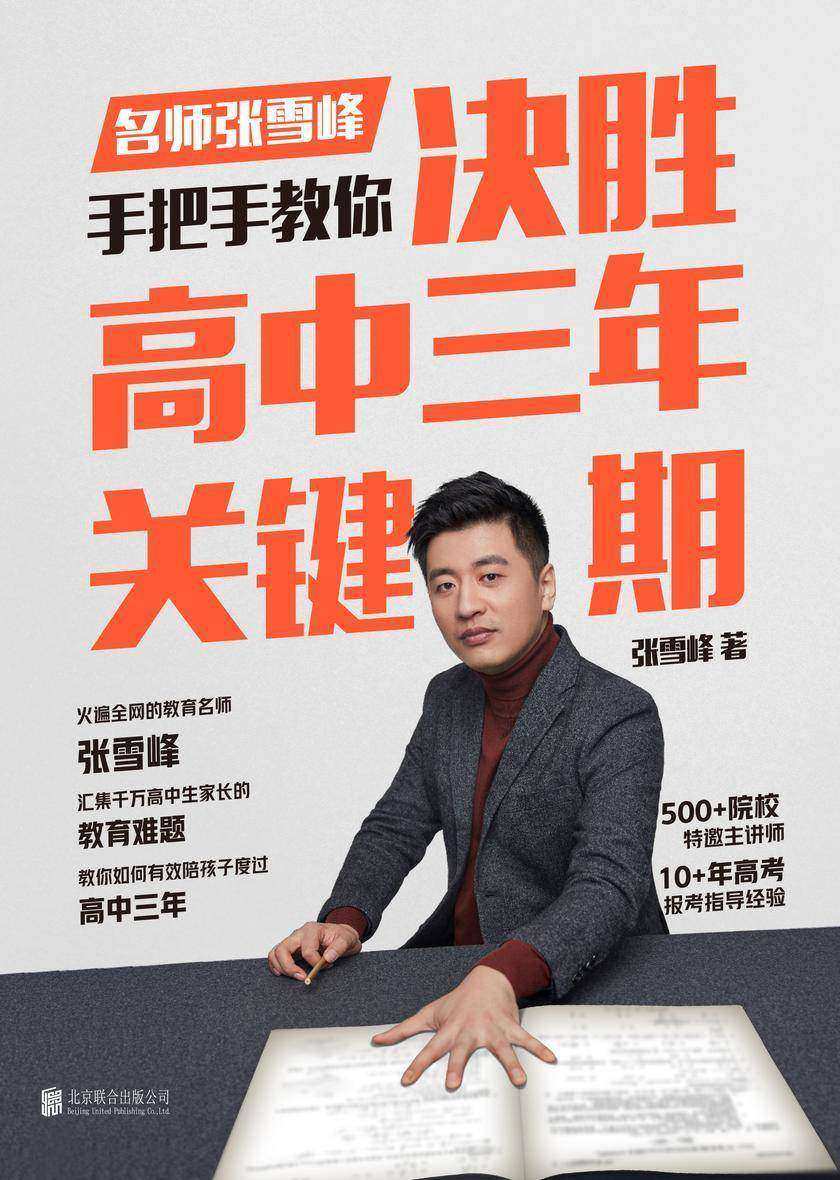 名师张雪峰
手把手教你
决胜
高中三年
关键期
张雪峰 著
火遍全网的教育名师
张雪峰
汇集千万高中生家长的
教育难题
教你如何有效陪孩子度过
高中三年
500+院校
特邀主讲师
10+年高考
报考指导经验
北京联合出版公司
Beijing United Publishing Co.,Ltd.